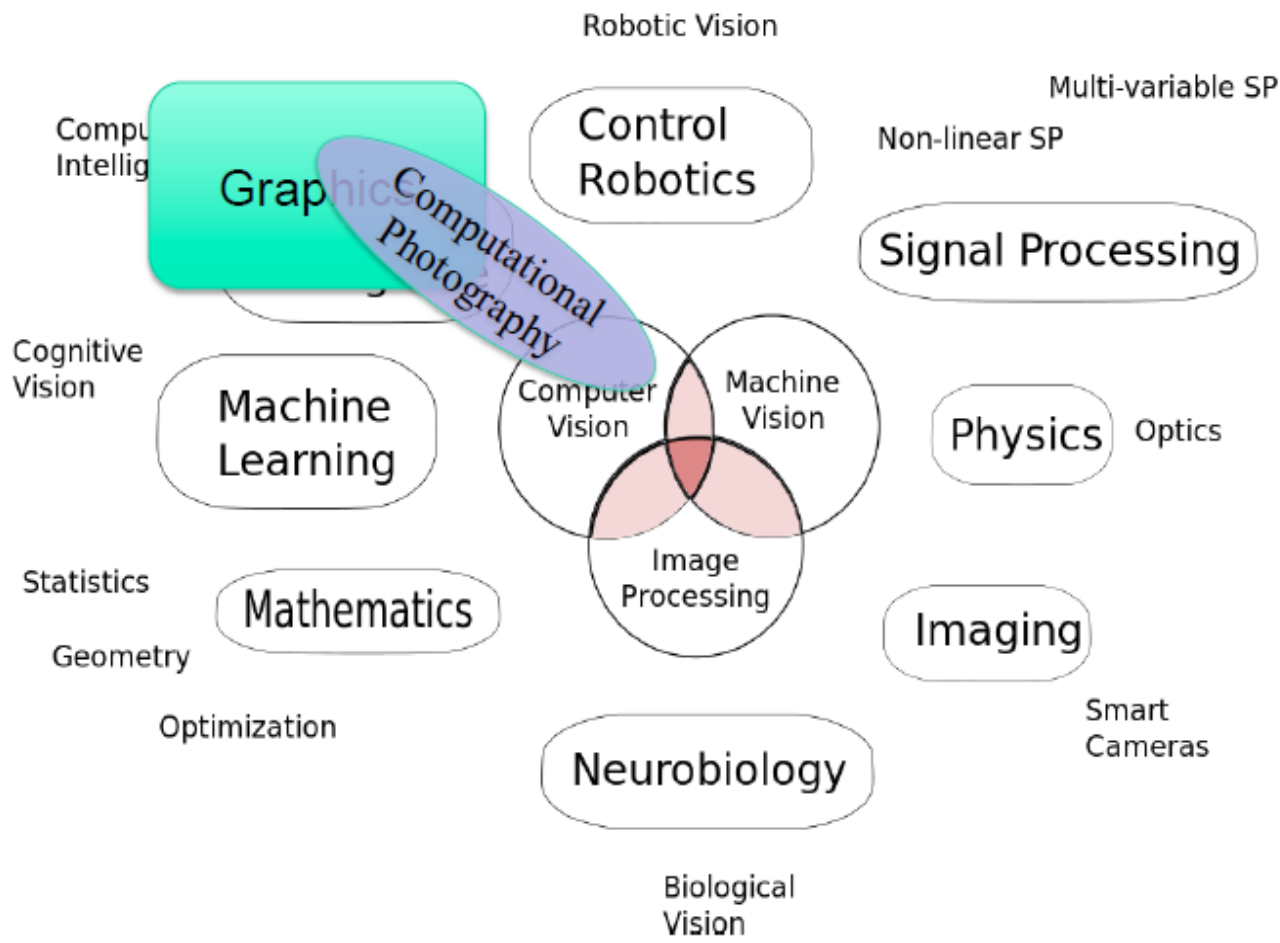 Robotic Vision
Multi-variable SP
Control
Robotics
Non-linear SP
Graphics
Computational
Photography
Signal Processing
Cognitive
Vision
Machine
Learning
Computer
Vision
Machine
Vision
Physics
Optics
Image
Processing
Statistics
Mathematics
Imaging
Geometry
Optimization
Smart
Cameras
Neurobiology
Biological
Vision